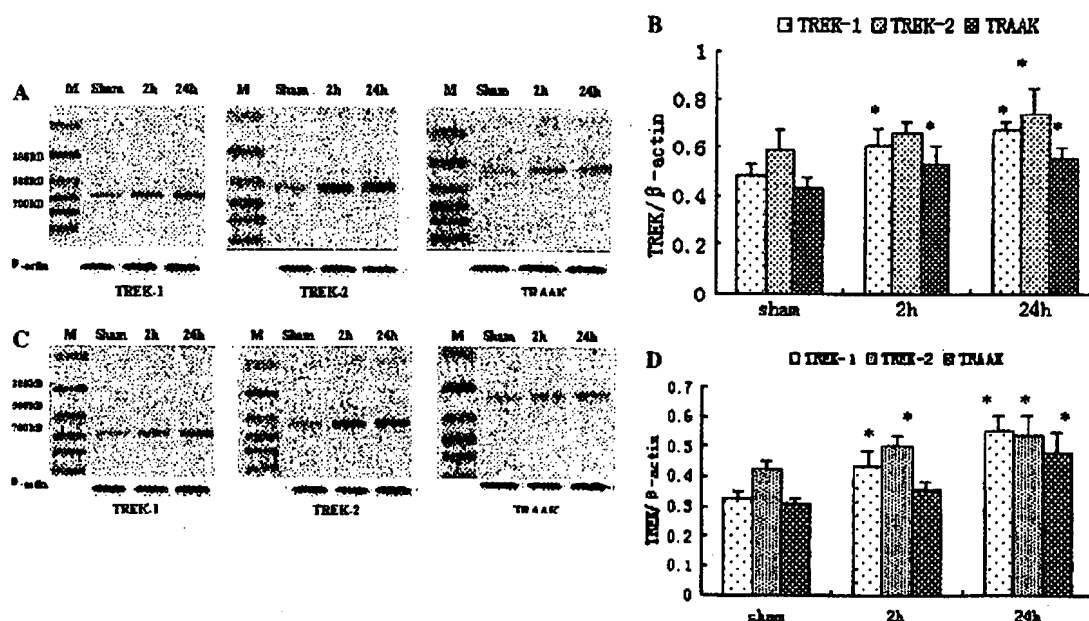 A
M Sham 2h 24h
M Sham 2h 24h
M Sham 2h 24h
700KD
β-actin
TREK-1
TREK-2
TRAAK
B
TREK-1 TREK-2 TRAAK
TREK/β-actin
1
0.8
0.6
0.4
0.2
0
* * * * *
sham 2h 24h
C
M Sham 2h 24h
M Sham 2h 24h
M Sham 2h 24h
700KD
β-actin
TREK-1
TREK-2
TRAAK
D
TREK-1 TREK-2 TRAAK
TREK/β-actin
0.7
0.6
0.5
0.4
0.3
0.2
0.1
0
* * * * *
sham 2h 24h